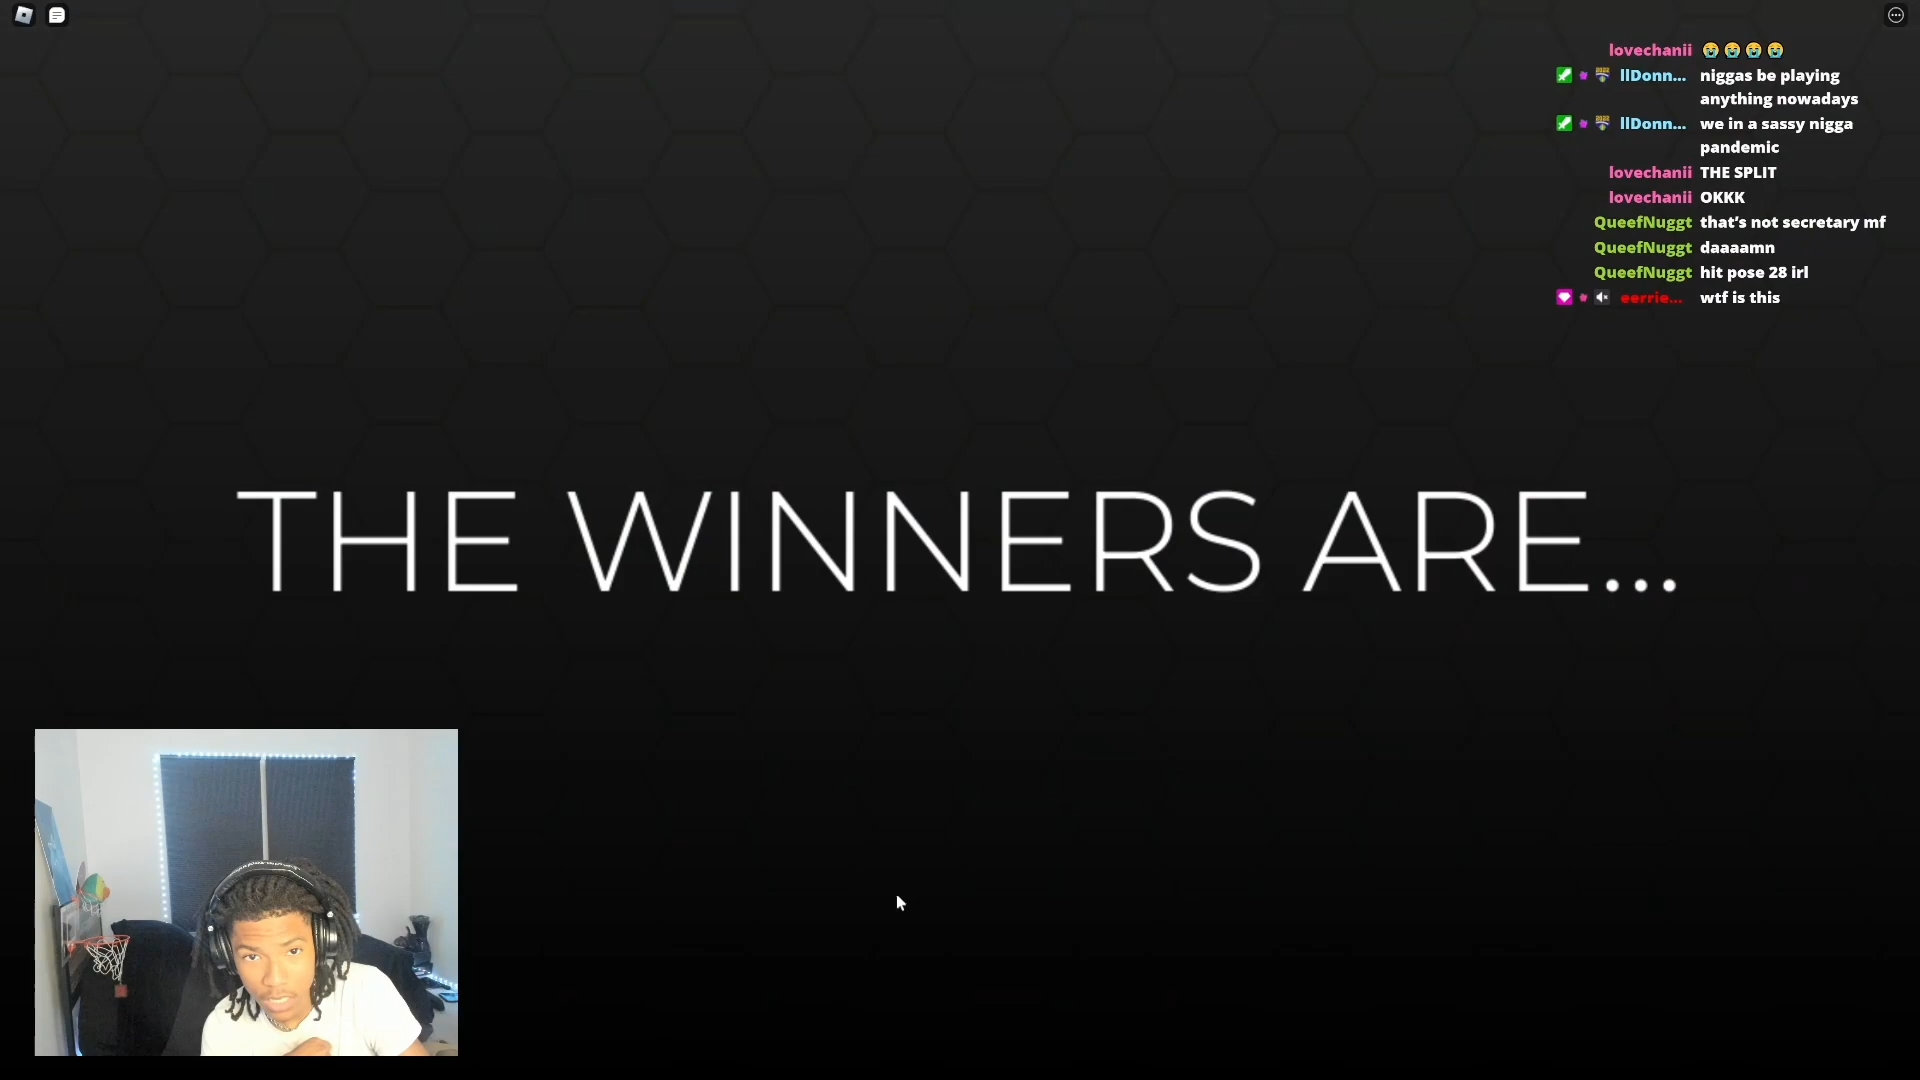 lovechanii 😭😭😭😭
llDonn... niggas be playing
anything nowadays
llDonn... we in a sassy nigga
pandemic
lovechanii THE SPLIT
lovechanii OKKK
QueefNuggt that's not secretary mf
QueefNuggt daaaamn
QueefNuggt hit pose 28 irl
eerrie... wtf is this
THE WINNERS ARE...